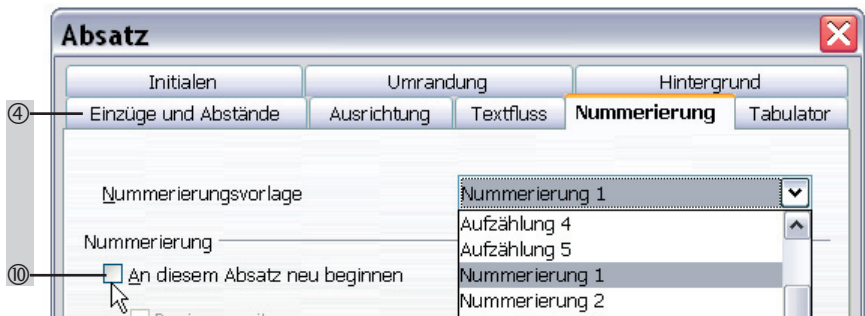 Absatz
Initialen Umrandung Hintergrund
④ Einzüge und Abstände Ausrichtung Textfluss Nummerierung Tabulator
Nummerierungsvorlage Nummerierung 1
Aufzählung 4
Nummerierung Aufzählung 5
⑩ An diesem Absatz neu beginnen Nummerierung 1
Nummerierung 2